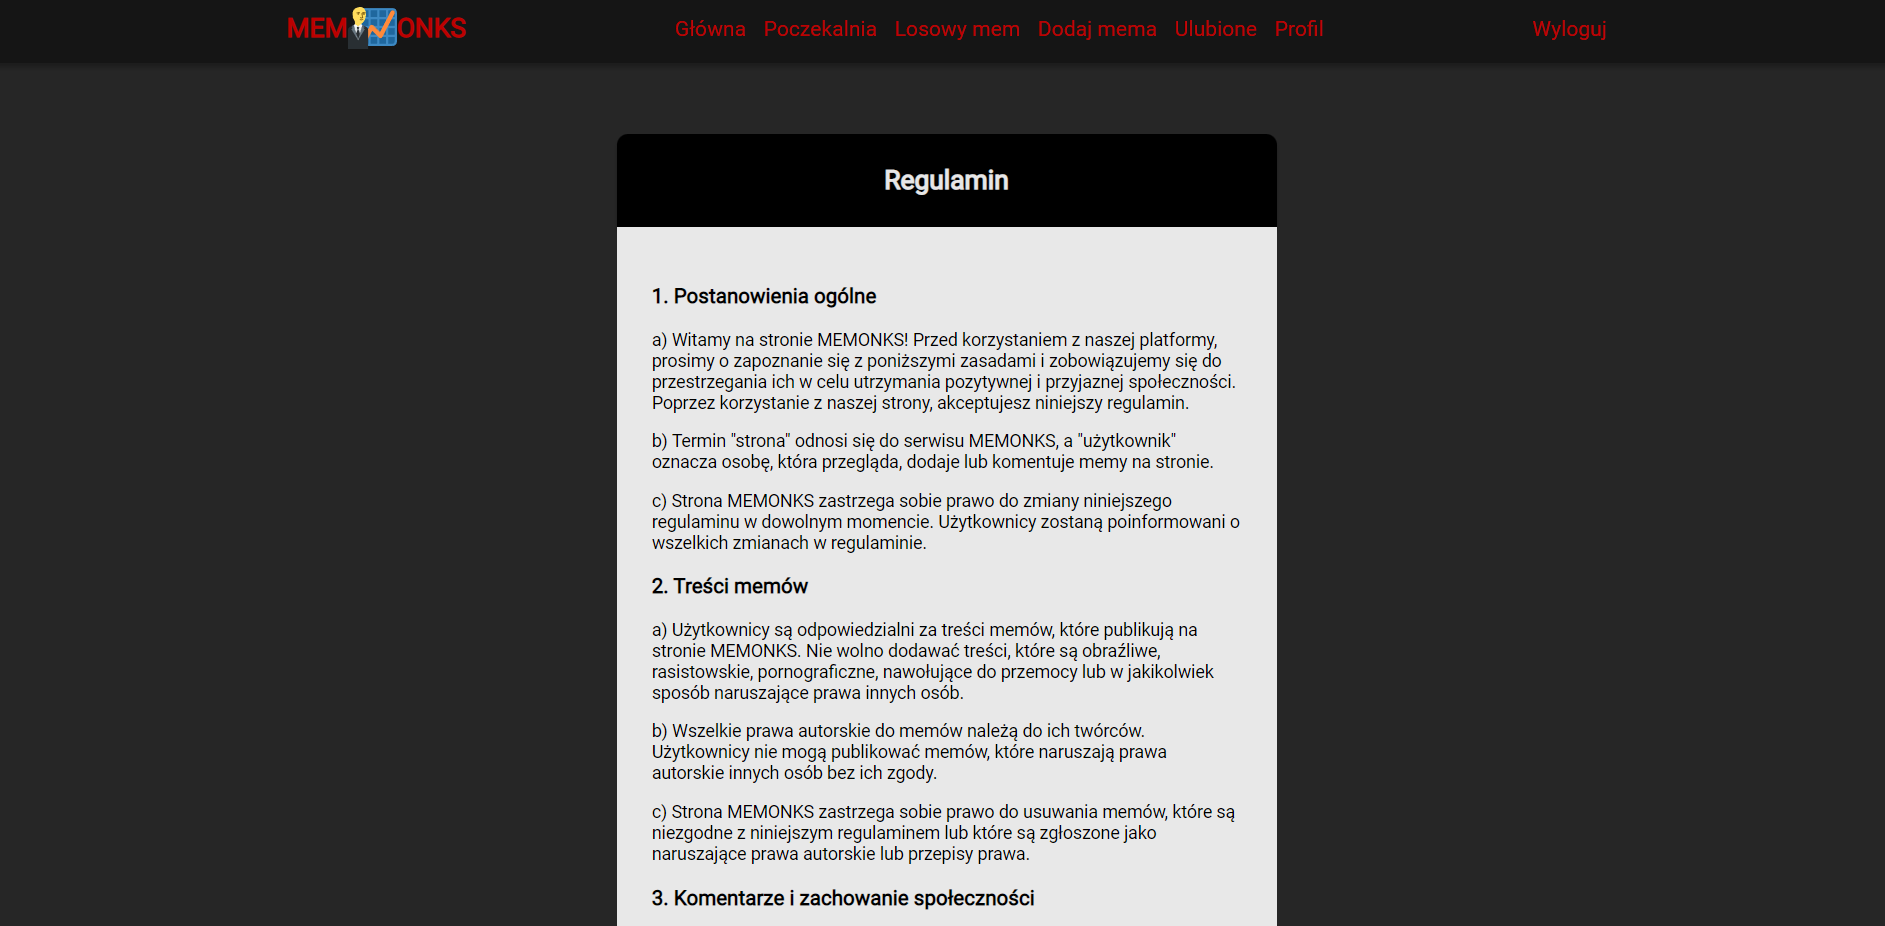 MEMONKS
Główna Poczekalnia Losowy mem Dodaj mema Ulubione Profil
Wyloguj
Regulamin
1. Postanowienia ogólne
a) Witamy na stronie MEMONKS! Przed korzystaniem z naszej platformy,
prosimy o zapoznanie się z poniższymi zasadami i zobowiązujemy się do
przestrzegania ich w celu utrzymania pozytywnej i przyjaznej społeczności.
Poprzez korzystanie z naszej strony, akceptujesz niniejszy regulamin.
b) Termin "strona" odnosi się do serwisu MEMONKS, a "użytkownik"
oznacza osobę, która przegląda, dodaje lub komentuje memy na stronie.
c) Strona MEMONKS zastrzega sobie prawo do zmiany niniejszego
regulaminu w dowolnym momencie. Użytkownicy zostaną poinformowani o
wszelkich zmianach w regulaminie.
2. Treści memów
a) Użytkownicy są odpowiedzialni za treści memów, które publikują na
stronie MEMONKS. Nie wolno dodawać treści, które są obraźliwe,
rasistowskie, pornograficzne, nawołujące do przemocy lub w jakikolwiek
sposób naruszające prawa innych osób.
b) Wszelkie prawa autorskie do memów należą do ich twórców.
Użytkownicy nie mogą publikować memów, które naruszają prawa
autorskie innych osób bez ich zgody.
c) Strona MEMONKS zastrzega sobie prawo do usuwania memów, które są
niezgodne z niniejszym regulaminem lub które są zgłoszone jako
naruszające prawa autorskie lub przepisy prawa.
3. Komentarze i zachowanie społeczności